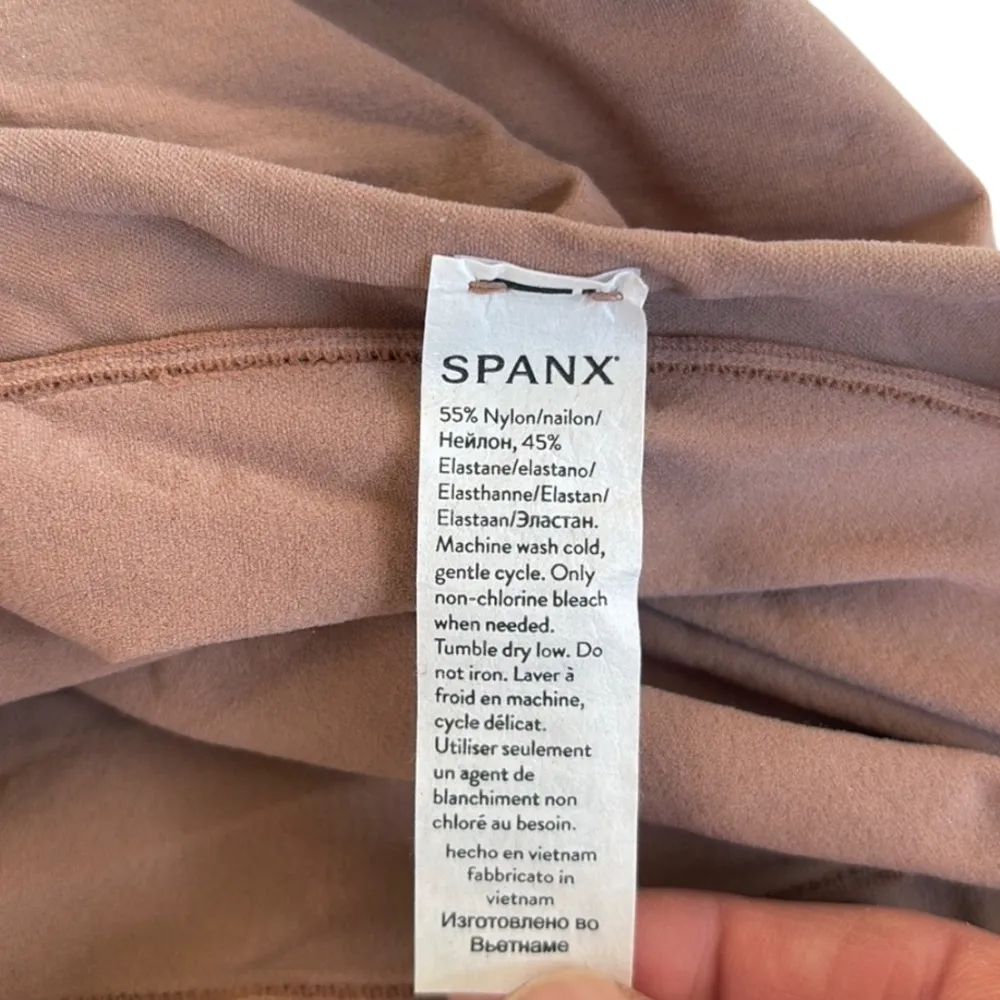 SPANX®
55% Nylon/nailon/
Нейлон, 45%
Elastane/elastano/
Elasthanne/Elastan/
Elastaan/Эластан.
Machine wash cold,
gentle cycle. Only
non-chlorine bleach
when needed.
Tumble dry low. Do
not iron. Laver à
froid en machine,
cycle délicat.
Utiliser seulement
un agent de
blanchiment non
chloré au besoin.
hecho en vietnam
fabbricato in
vietnam
Изготовлено во
Вьетнаме